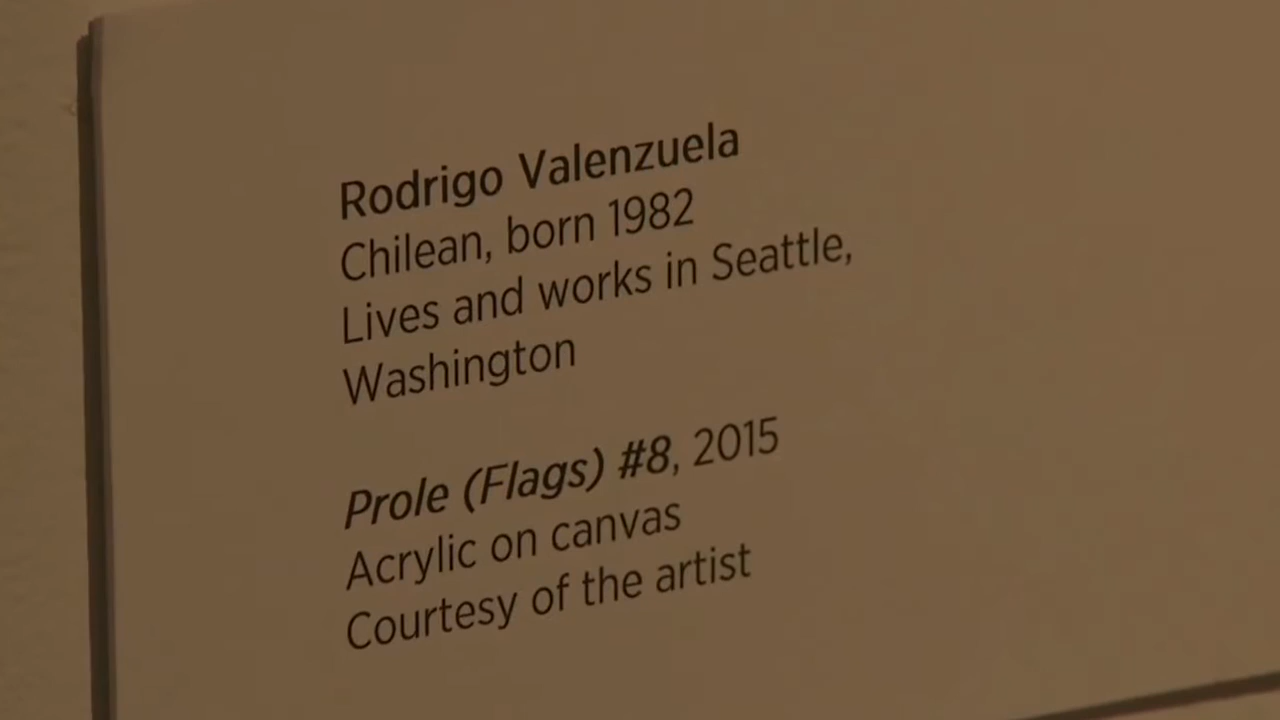 Rodrigo Valenzuela
Chilean, born 1982
Lives and works in Seattle,
Washington
Prole (Flags) #8, 2015
Acrylic on canvas
Courtesy of the artist